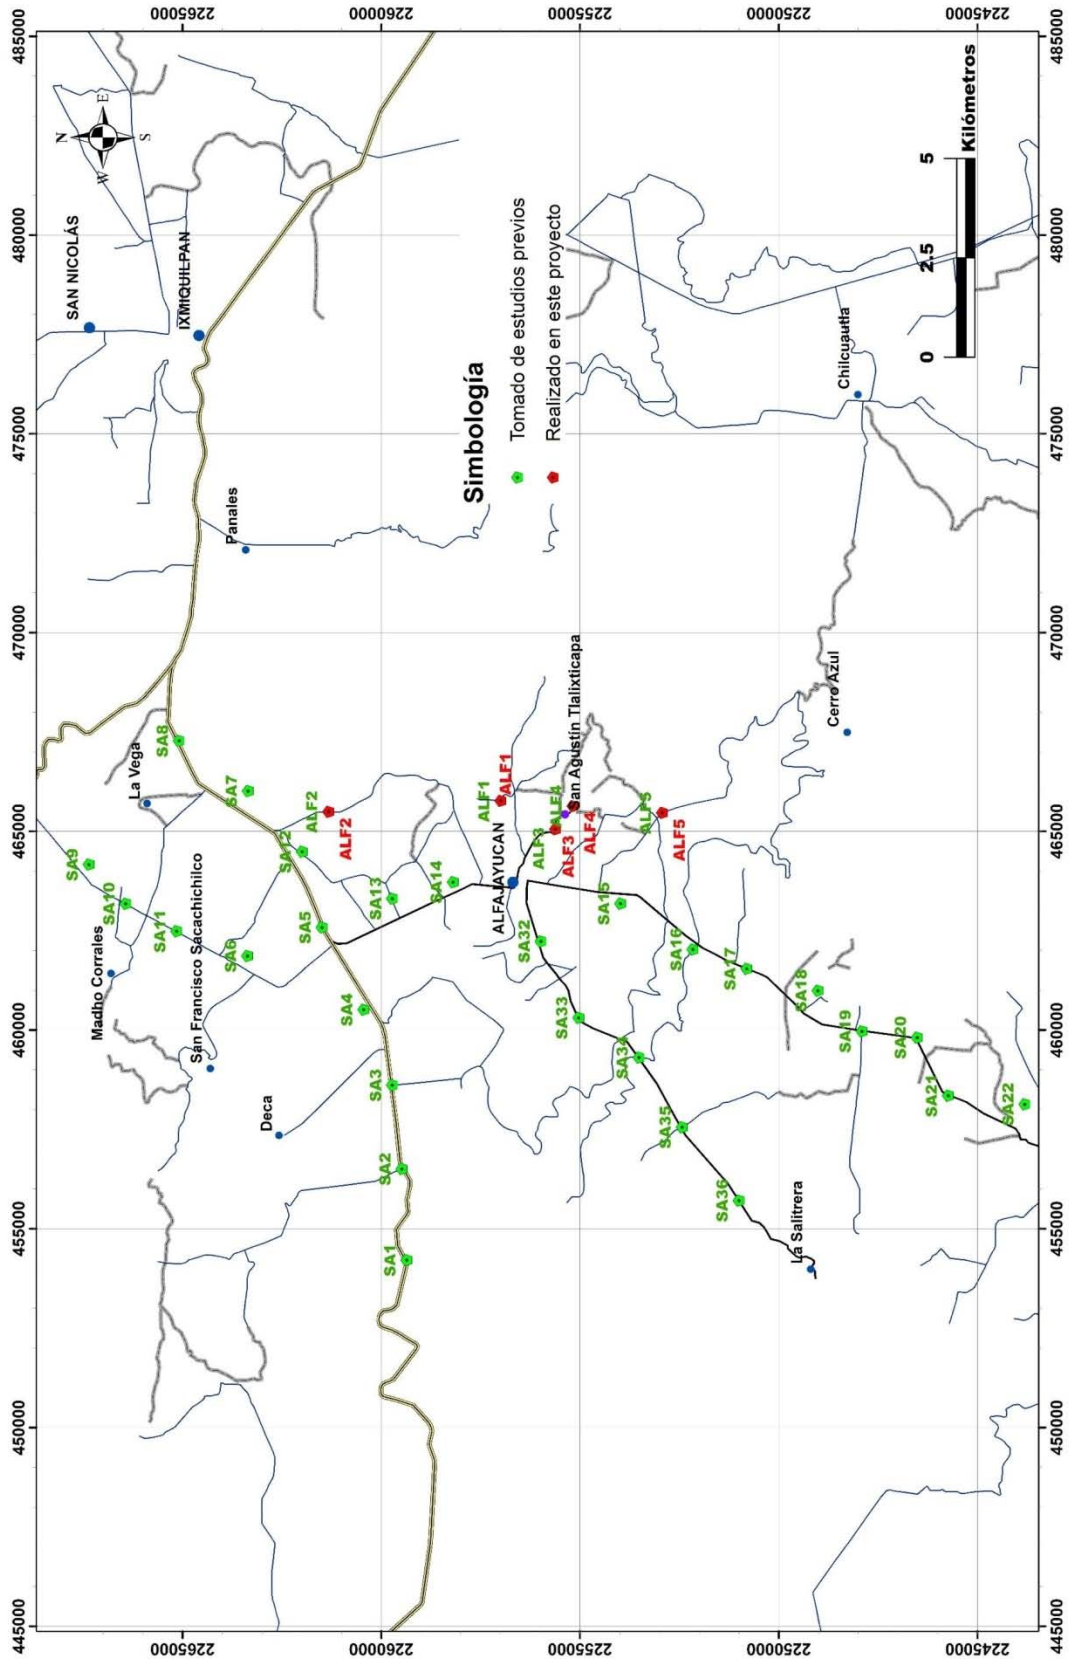 445000
450000
455000
460000
465000
470000
475000
480000
485000
2265000
2260000
2255000
2250000
2245000
2265000
2260000
2255000
2250000
2245000
N
W
E
S
SAN NICOLÁS
IXMIQUILPAN
Panales
La Vega
Madho Corrales
San Francisco Sacachichilco
Deca
ALFAJAYUCAN
San Agustín Tlalixticapa
Cerro Azul
Chilcuautla
La Salitrera
SA9
SA10
SA11
SA6
SA8
SA7
SA12
SA5
SA4
SA3
SA2
SA1
SA13
SA14
ALF2
ALF2
ALF1
ALF1
ALF3
ALF3
ALF4
ALF4
ALF5
ALF5
SA32
SA33
SA34
SA35
SA36
SA15
SA16
SA17
SA18
SA19
SA20
SA21
SA22
Simbología
Tomado de estudios previos
Realizado en este proyecto
0 2.5 5
Kilómetros
445000
450000
455000
460000
465000
470000
475000
480000
485000